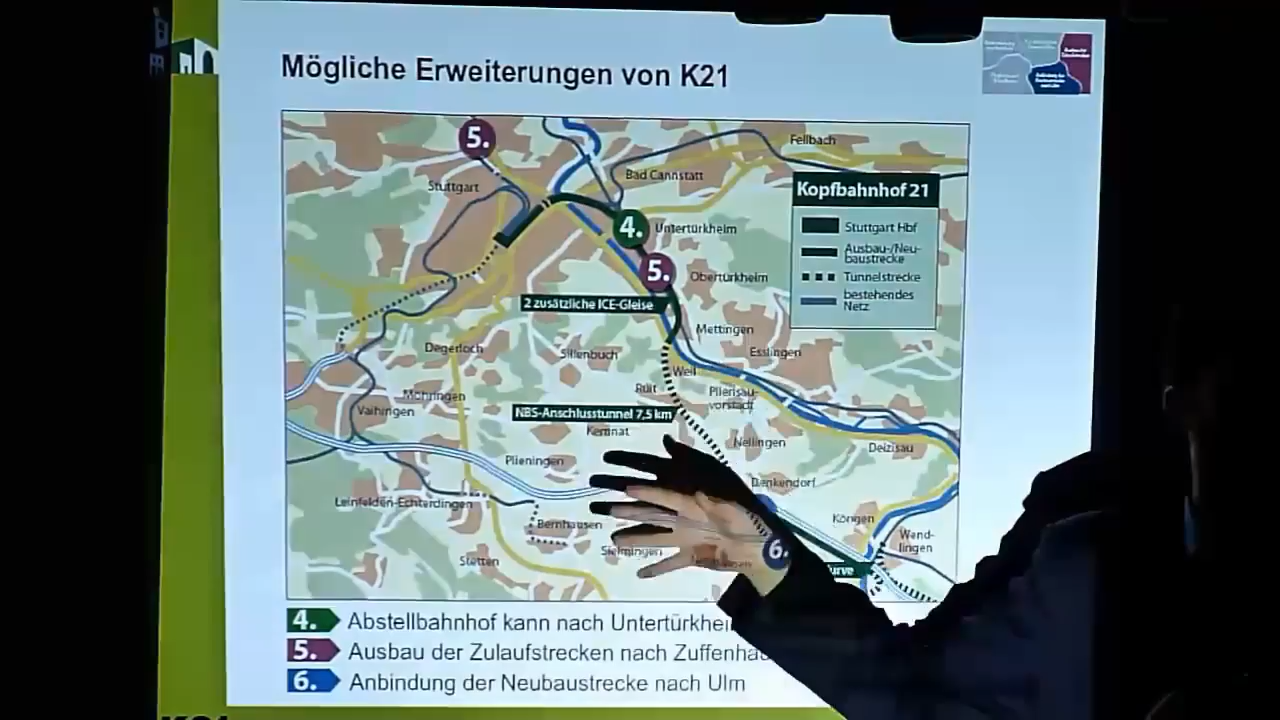 Mögliche Erweiterungen von K21
5.
Fellbach
Stuttgart
Bad Cannstatt
Kopfbahnhof 21
4.
Untertürkheim
Stuttgart Hbf
Ausbau-/Neu-
baustrecke
5.
Obertürkheim
Tunnelstrecke
2 zusätzliche ICE-Gleise
bestehendes
Netz
Mettingen
Degerloch
Sillenbuch
Esslingen
Weil
Ruit
Pliensau-
vorstadt
Möhringen
Vaihingen
NBS-Anschlusstunnel 7,5 km
Kemnat
Nellingen
Deizisau
Plieningen
Denkendorf
Leinfelden-Echterdingen
Bernhausen
Köngen
Wend-
lingen
Sielmingen
6.
Stetten
4. Abstellbahnhof kann nach
5. Ausbau der Zulaufstrecken nach
6. Anbindung der Neubaustrecke nach Ulm